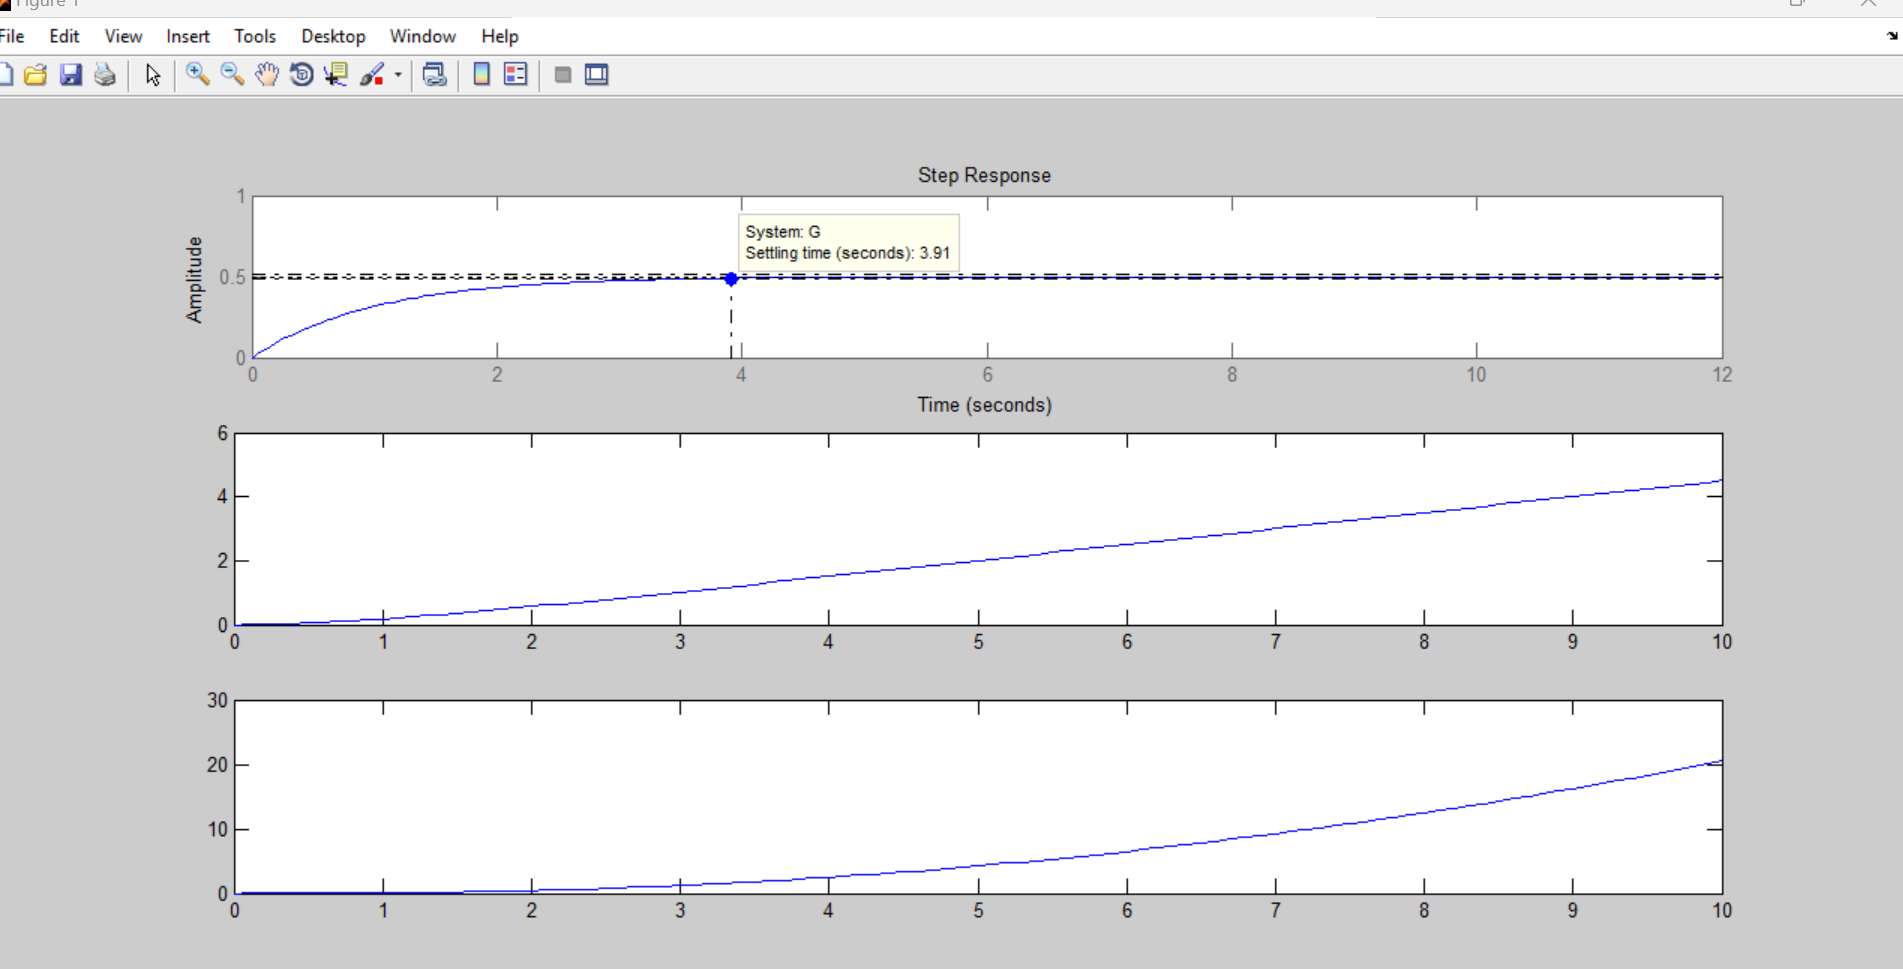 Figure 1
File Edit View Insert Tools Desktop Window Help
Step Response
Amplitude
1
0.5
0
System: G
Settling time (seconds): 3.91
0 2 4 6 8 10 12
Time (seconds)
6
4
2
0
0 1 2 3 4 5 6 7 8 9 10
30
20
10
0
0 1 2 3 4 5 6 7 8 9 10